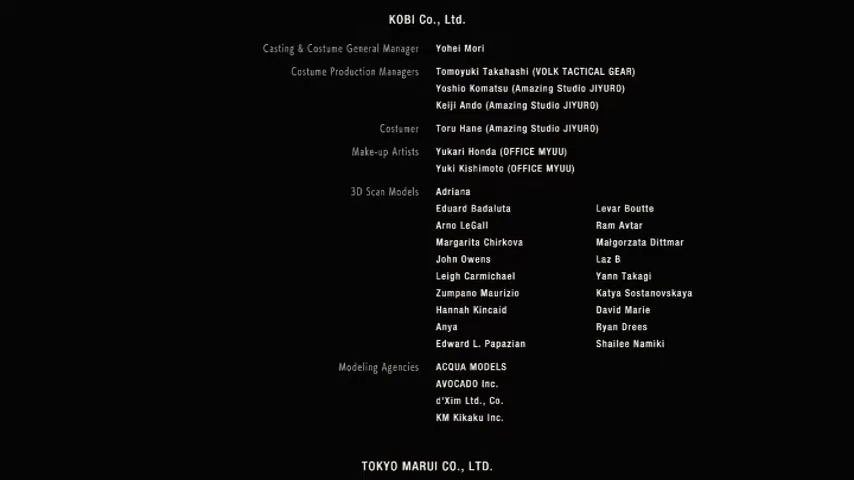 KOBI Co., Ltd.
Casting & Costume General Manager Yohei Mori
Costume Production Managers Tomoyuki Takahashi (VOLK TACTICAL GEAR)
Yoshio Komatsu (Amazing Studio JIYURO)
Keiji Ando (Amazing Studio JIYURO)
Costumer Toru Hane (Amazing Studio JIYURO)
Make-up Artists Yukari Honda (OFFICE MYUU)
Yuki Kishimoto (OFFICE MYUU)
3D Scan Models Adriana
Eduard Badaluta Levar Boutte
Arno LeGall Ram Avtar
Margarita Chirkova Małgorzata Dittmar
John Owens Laz B
Leigh Carmichael Yann Takagi
Zumpano Maurizio Katya Sostanovskaya
Hannah Kincaid David Marie
Anya Ryan Drees
Edward L. Papazian Shailee Namiki
Modeling Agencies ACQUA MODELS
AVOCADO Inc.
d'Xim Ltd., Co.
KM Kikaku Inc.
TOKYO MARUI CO., LTD.